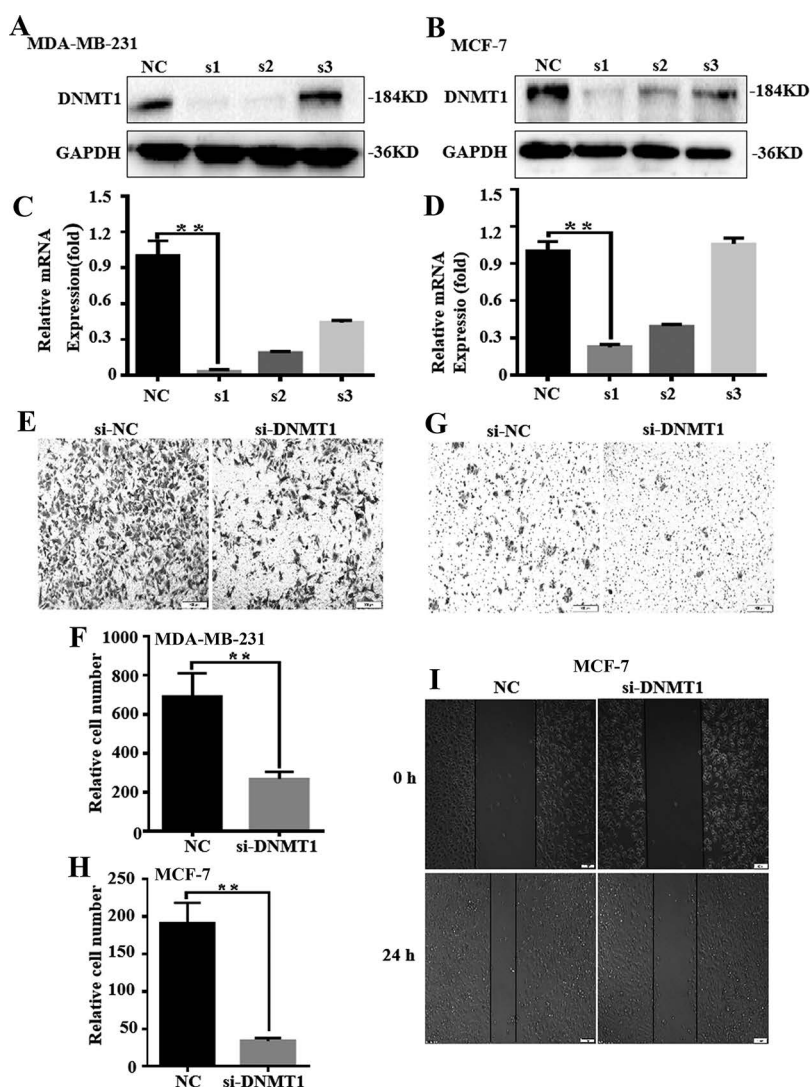 A
MDA-MB-231
NC s1 s2 s3
DNMT1 -184KD
GAPDH -36KD
B
MCF-7
NC s1 s2 s3
DNMT1 -184KD
GAPDH -36KD
C
Relative mRNA
Expression(fold)
1.2
0.9
0.6
0.3
0
**
NC s1 s2 s3
D
Relative mRNA
Expressio (fold)
1.2
0.9
0.6
0.3
0
**
NC s1 s2 s3
E
si-NC si-DNMT1
G
si-NC si-DNMT1
F
MDA-MB-231
Relative cell number
1000
800
600
400
200
0
**
NC si-DNMT1
H
MCF-7
Relative cell number
250
200
150
100
50
0
**
NC si-DNMT1
I
MCF-7
NC si-DNMT1
0 h
24 h